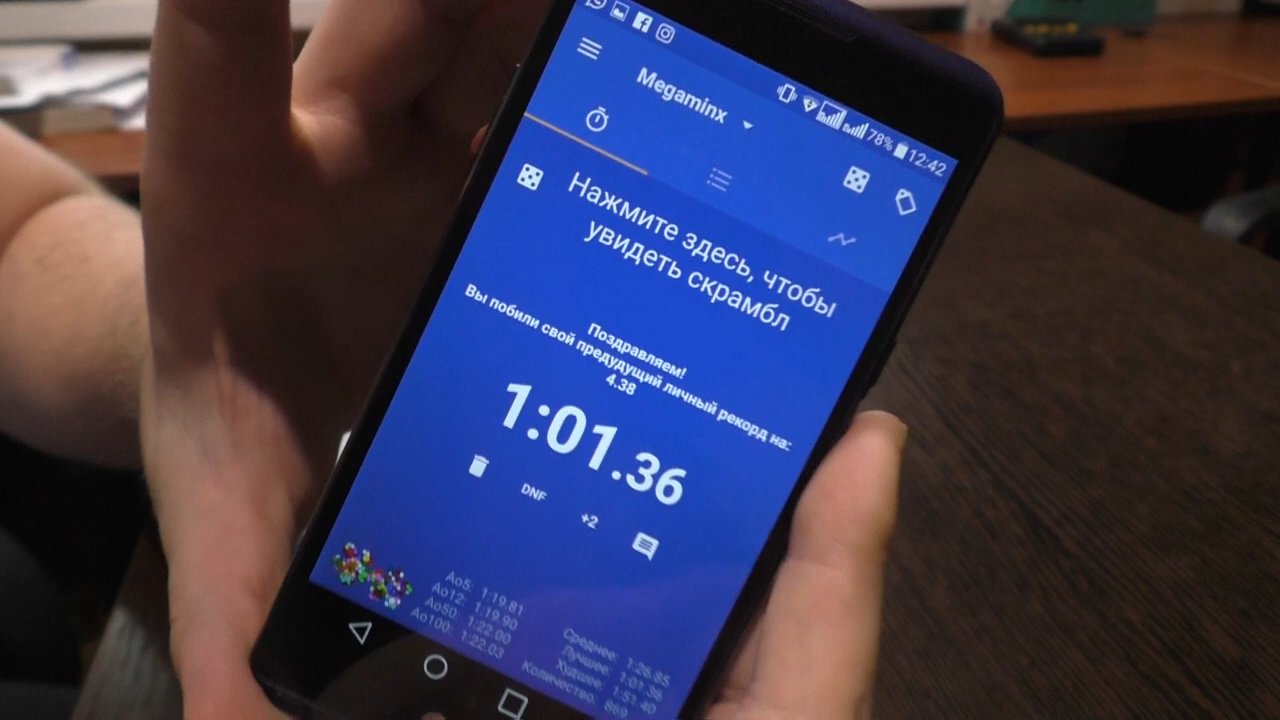 78% 12:42
Megaminx
Нажмите здесь, чтобы
увидеть скрамбл
Поздравляем!
Вы побили свой предудущий личный рекорд на:
4.38
1:01.36
DNF
+2
Ao5: 1:19.81
Ao12: 1:19.90
Ao50: 1:22.00
Ao100: 1:22.03
Среднее: 1:26.85
Лучшее: 1:01.36
Худшее: 1:51.40
Количество: 869